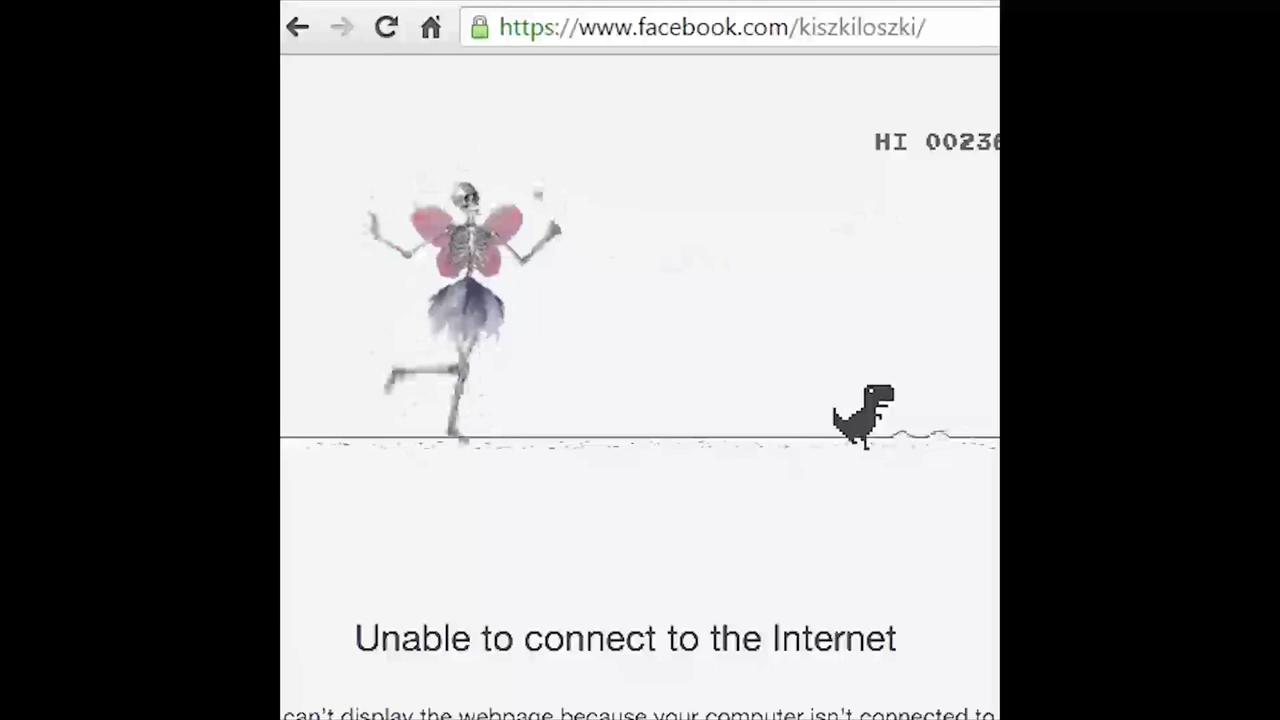 https://www.facebook.com/kiszkiloszki/
HI 00236
Unable to connect to the Internet
can't display the webpage because your computer isn't connected to